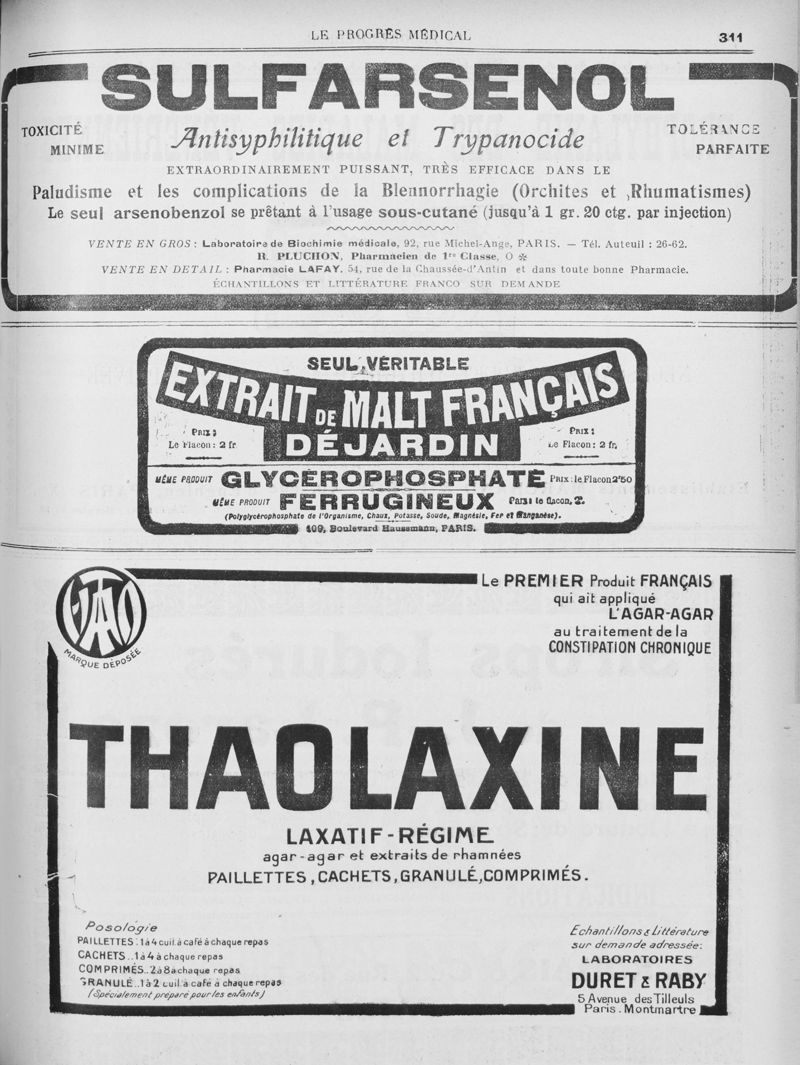 LE PROGRÈS MÉDICAL
311
SULFARSENOL
TOXICITÉ
MINIME
Antisyphilitique et Trypanocide
TOLÉRANCE
PARFAITE
EXTRAORDINAIREMENT PUISSANT, TRÈS EFFICACE DANS LE
Paludisme et les complications de la Blennorrhagie (Orchites et Rhumatismes)
Le seul arsenobenzol se prêtant à l'usage sous-cutané (jusqu'à 1 gr. 20 ctg. par injection)
VENTE EN GROS : Laboratoire de Biochimie médicale, 92, rue Michel-Ange, PARIS. — Tél. Auteuil : 26-62.
R. PLUCHON, Pharmacien de 1re Classe, O ✻
VENTE EN DETAIL : Pharmacie LAFAY, 54, rue de la Chaussée-d'Antin et dans toute bonne Pharmacie.
ÉCHANTILLONS ET LITTÉRATURE FRANCO SUR DEMANDE
SEUL VÉRITABLE
EXTRAIT DE MALT FRANÇAIS
DÉJARDIN
PRIX :
Le Flacon : 2 fr.
PRIX :
Le Flacon : 2 fr.
MÊME PRODUIT GLYCÉROPHOSPHATÉ PRIX : le Flacon 2f50
MÊME PRODUIT FERRUGINEUX PRIX : le flacon, 2f.
(Polyglycérophosphate de l'Organisme, Chaux, Potasse, Soude, Magnésie, Fer et Manganèse).
109, Boulevard Haussmann, PARIS.
MARQUE DÉPOSÉE
Le PREMIER Produit FRANÇAIS
qui ait appliqué
L'AGAR-AGAR
au traitement de la
CONSTIPATION CHRONIQUE
THAOLAXINE
LAXATIF-RÉGIME
agar-agar et extraits de rhamnées
PAILLETTES, CACHETS, GRANULÉ, COMPRIMÉS.
Posologie
PAILLETTES : 1 à 4 cuil. à café à chaque repas
CACHETS .. 1 à 4 à chaque repas
COMPRIMÉS .. 2 à 8 à chaque repas
GRANULÉ .. 1 à 2 cuil. à café à chaque repas
(Spécialement préparé pour les enfants)
Echantillons & Littérature
sur demande adressée :
LABORATOIRES
DURET & RABY
5 Avenue des Tilleuls
Paris. Montmartre